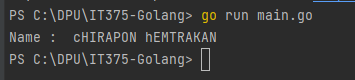 PS C:\DPU\IT375-Golang> go run main.go
Name :  cHIRAPON hEMTRAKAN
PS C:\DPU\IT375-Golang>